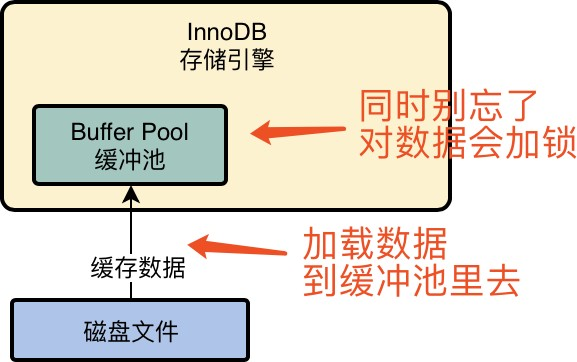 InnoDB
存储引擎
Buffer Pool
缓冲池
同时别忘了
对数据会加锁
缓存数据
加载数据
到缓冲池里去
磁盘文件